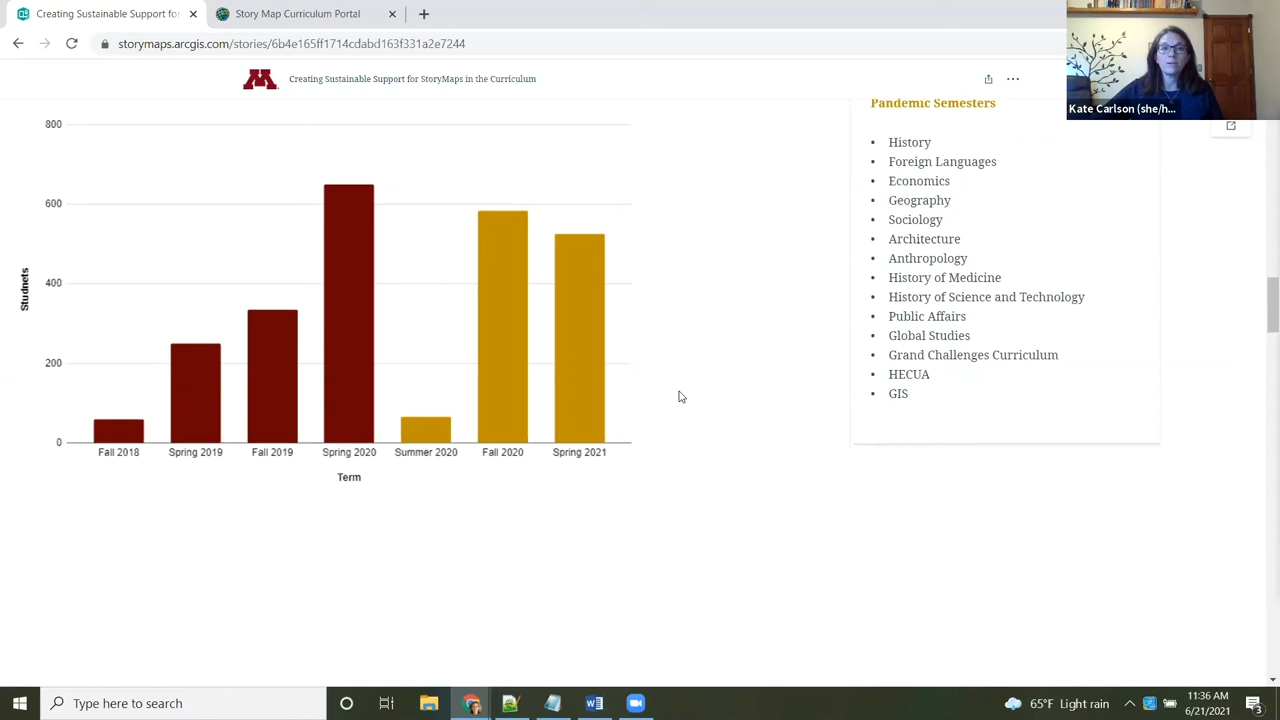 Creating Sustainable Support for
Story Map Curriculum Portal
storymaps.arcgis.com/stories/6b4e165ff1714cdabd163f331a2e7244
Kate Carlson (she/h...
M
Creating Sustainable Support for StoryMaps in the Curriculum
800
600
400
200
0
Studnets
Fall 2018
Spring 2019
Fall 2019
Spring 2020
Summer 2020
Fall 2020
Spring 2021
Term
Pandemic Semesters
• History
• Foreign Languages
• Economics
• Geography
• Sociology
• Architecture
• Anthropology
• History of Medicine
• History of Science and Technology
• Public Affairs
• Global Studies
• Grand Challenges Curriculum
• HECUA
• GIS
Type here to search
65°F Light rain
11:36 AM
6/21/2021
3